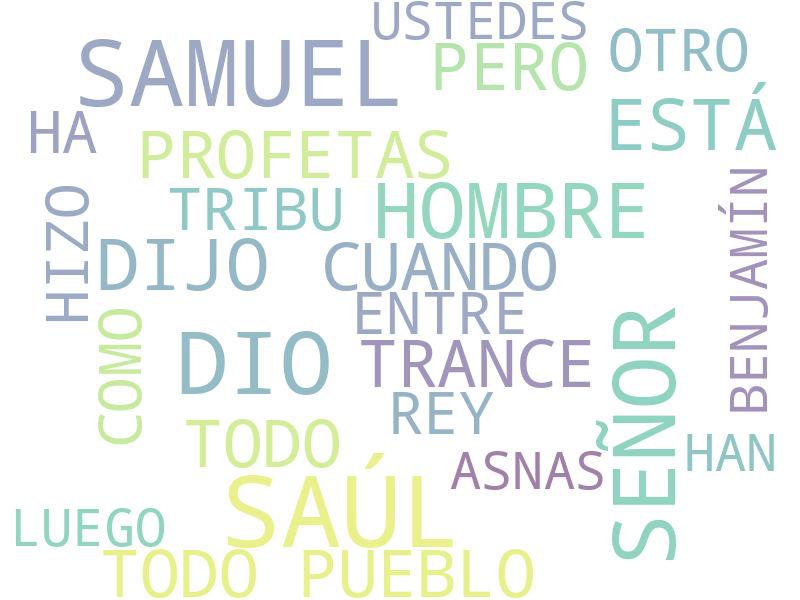 USTEDES
SAMUEL
PERO
OTRO
HA
ESTÁ
PROFETAS
TRIBU
HOMBRE
BENJAMÍN
HIZO
DIJO
CUANDO
ENTRE
COMO
DIO
TRANCE
SEÑOR
REY
TODO
ASNAS
HAN
SAÚL
LUEGO
TODO PUEBLO